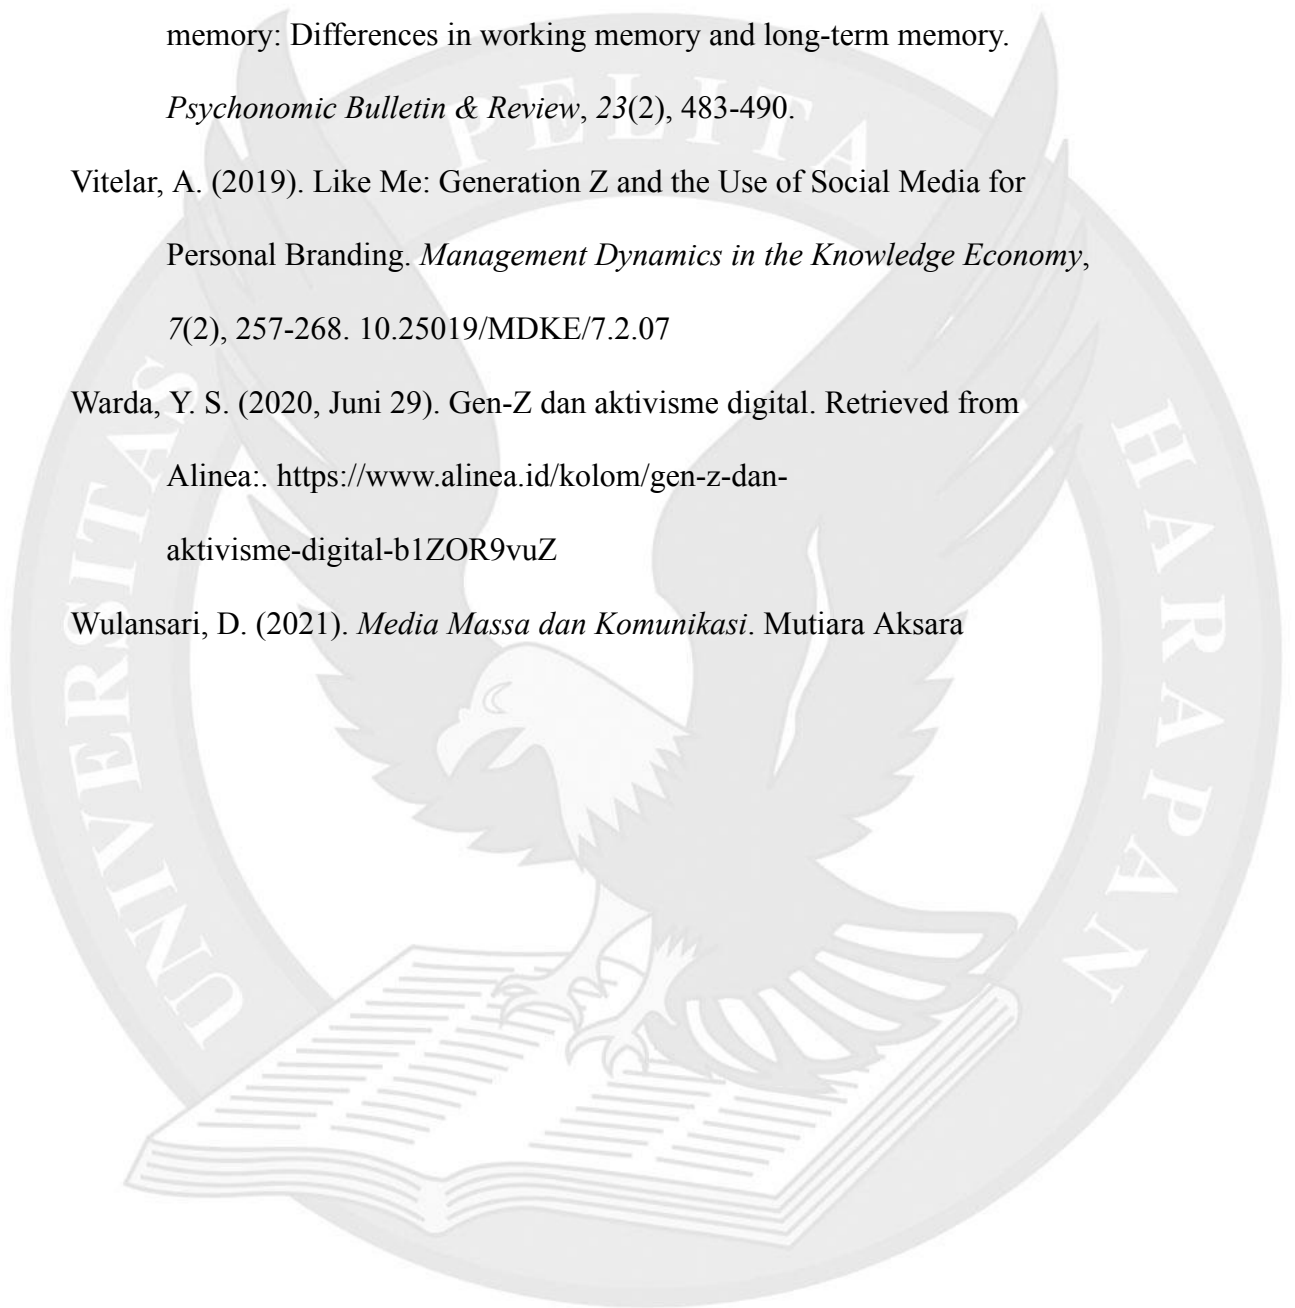 memory: Differences in working memory and long-term memory.
Psychonomic Bulletin & Review, 23(2), 483-490.
Vitelar, A. (2019). Like Me: Generation Z and the Use of Social Media for
Personal Branding. Management Dynamics in the Knowledge Economy,
7(2), 257-268. 10.25019/MDKE/7.2.07
Warda, Y. S. (2020, Juni 29). Gen-Z dan aktivisme digital. Retrieved from
Alinea:. https://www.alinea.id/kolom/gen-z-dan-
aktivisme-digital-b1ZOR9vuZ
Wulansari, D. (2021). Media Massa dan Komunikasi. Mutiara Aksara
UNIVERSITAS PELITA HARAPAN